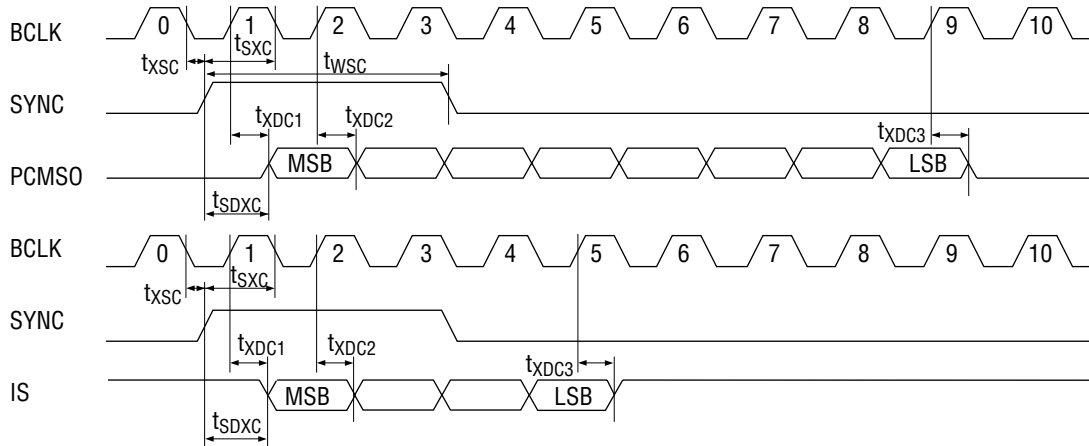 BCLK 0 1 2 3 4 5 6 7 8 9 10
tXSC tSXC tWSC
SYNC
tXDC1 tXDC2 tXDC3
PCMSO MSB LSB
tSDXC
BCLK 0 1 2 3 4 5 6 7 8 9 10
tXSC tSXC
SYNC
tXDC1 tXDC2 tXDC3
IS MSB LSB
tSDXC